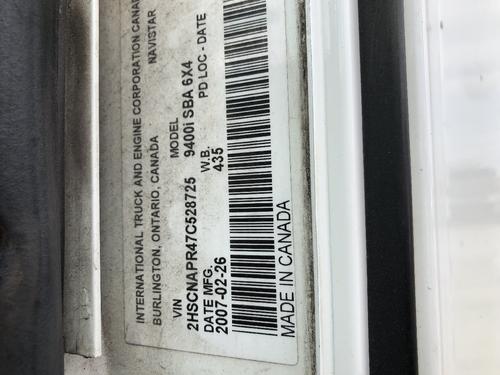 INTERNATIONAL TRUCK AND ENGINE CORPORATION CANA
BURLINGTON, ONTARIO, CANADA NAVISTAR
VIN MODEL
2HSCNAPR47C528725 9400i SBA 6X4
DATE MFG. W.B. PD LOC - DATE
2007-02-26 435
MADE IN CANADA